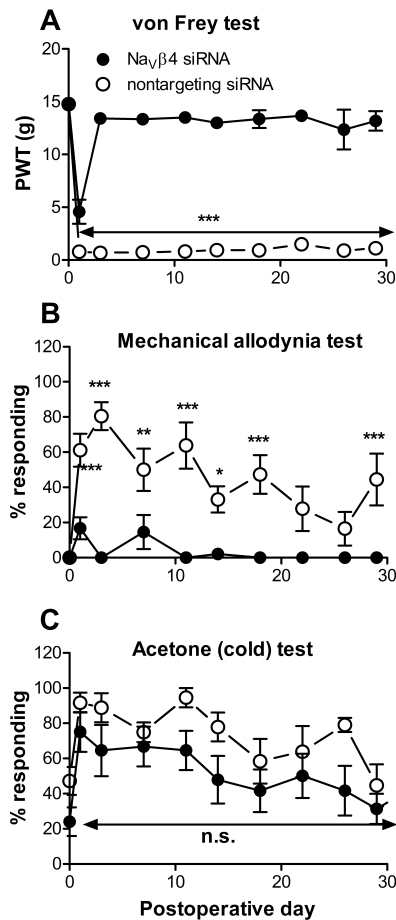 A
von Frey test
20
15
10
5
0
PWT (g)
NaVβ4 siRNA
nontargeting siRNA
***
0 10 20 30
B
Mechanical allodynia test
120
100
80
60
40
20
0
% responding
***
***
**
***
*
***
***
0 10 20 30
C
Acetone (cold) test
120
100
80
60
40
20
0
% responding
n.s.
0 10 20 30
Postoperative day